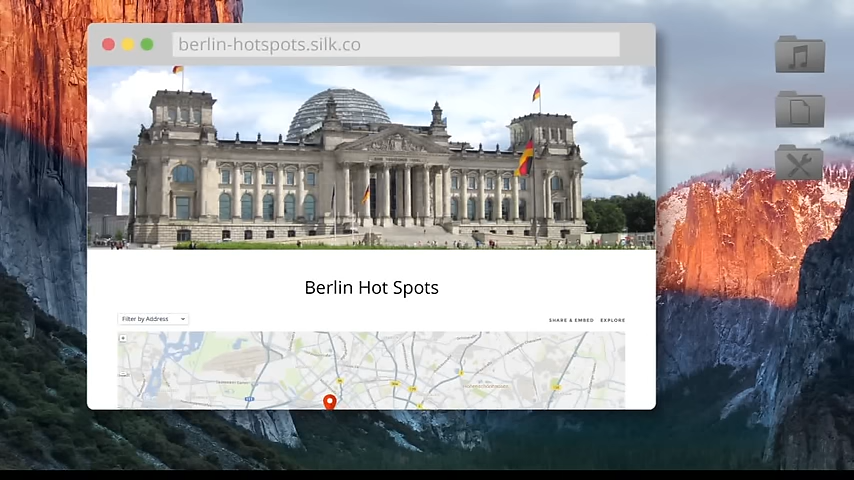 berlin-hotspots.silk.co
Berlin Hot Spots
Filter by Address
SHARE & EMBED EXPLORE